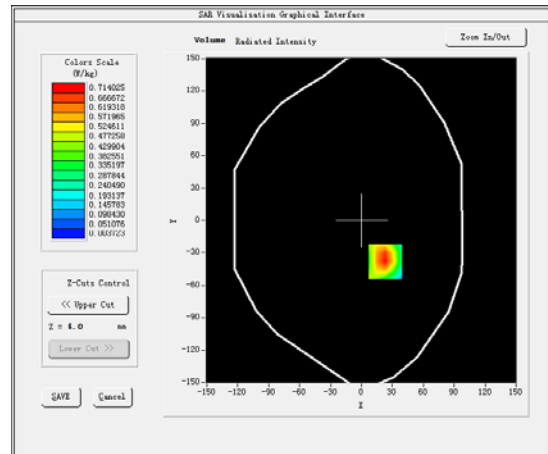 SAR Visualisation Graphical Interface
Volume Radiated Intensity
Zoom In/Out
Colors Scale
(W/kg)
0.714025
0.666672
0.619318
0.571965
0.524611
0.477258
0.429904
0.382551
0.335197
0.287844
0.240490
0.193137
0.145783
0.098430
0.051076
0.003723
Z-Cuts Control
<< Upper Cut
Z = 4.0 mm
Lower Cut >>
SAVE Cancel
150
120
90
60
30
0
-30
-60
-90
-120
-150
Y
-150 -120 -90 -60 -30 0 30 60 90 120 150
X